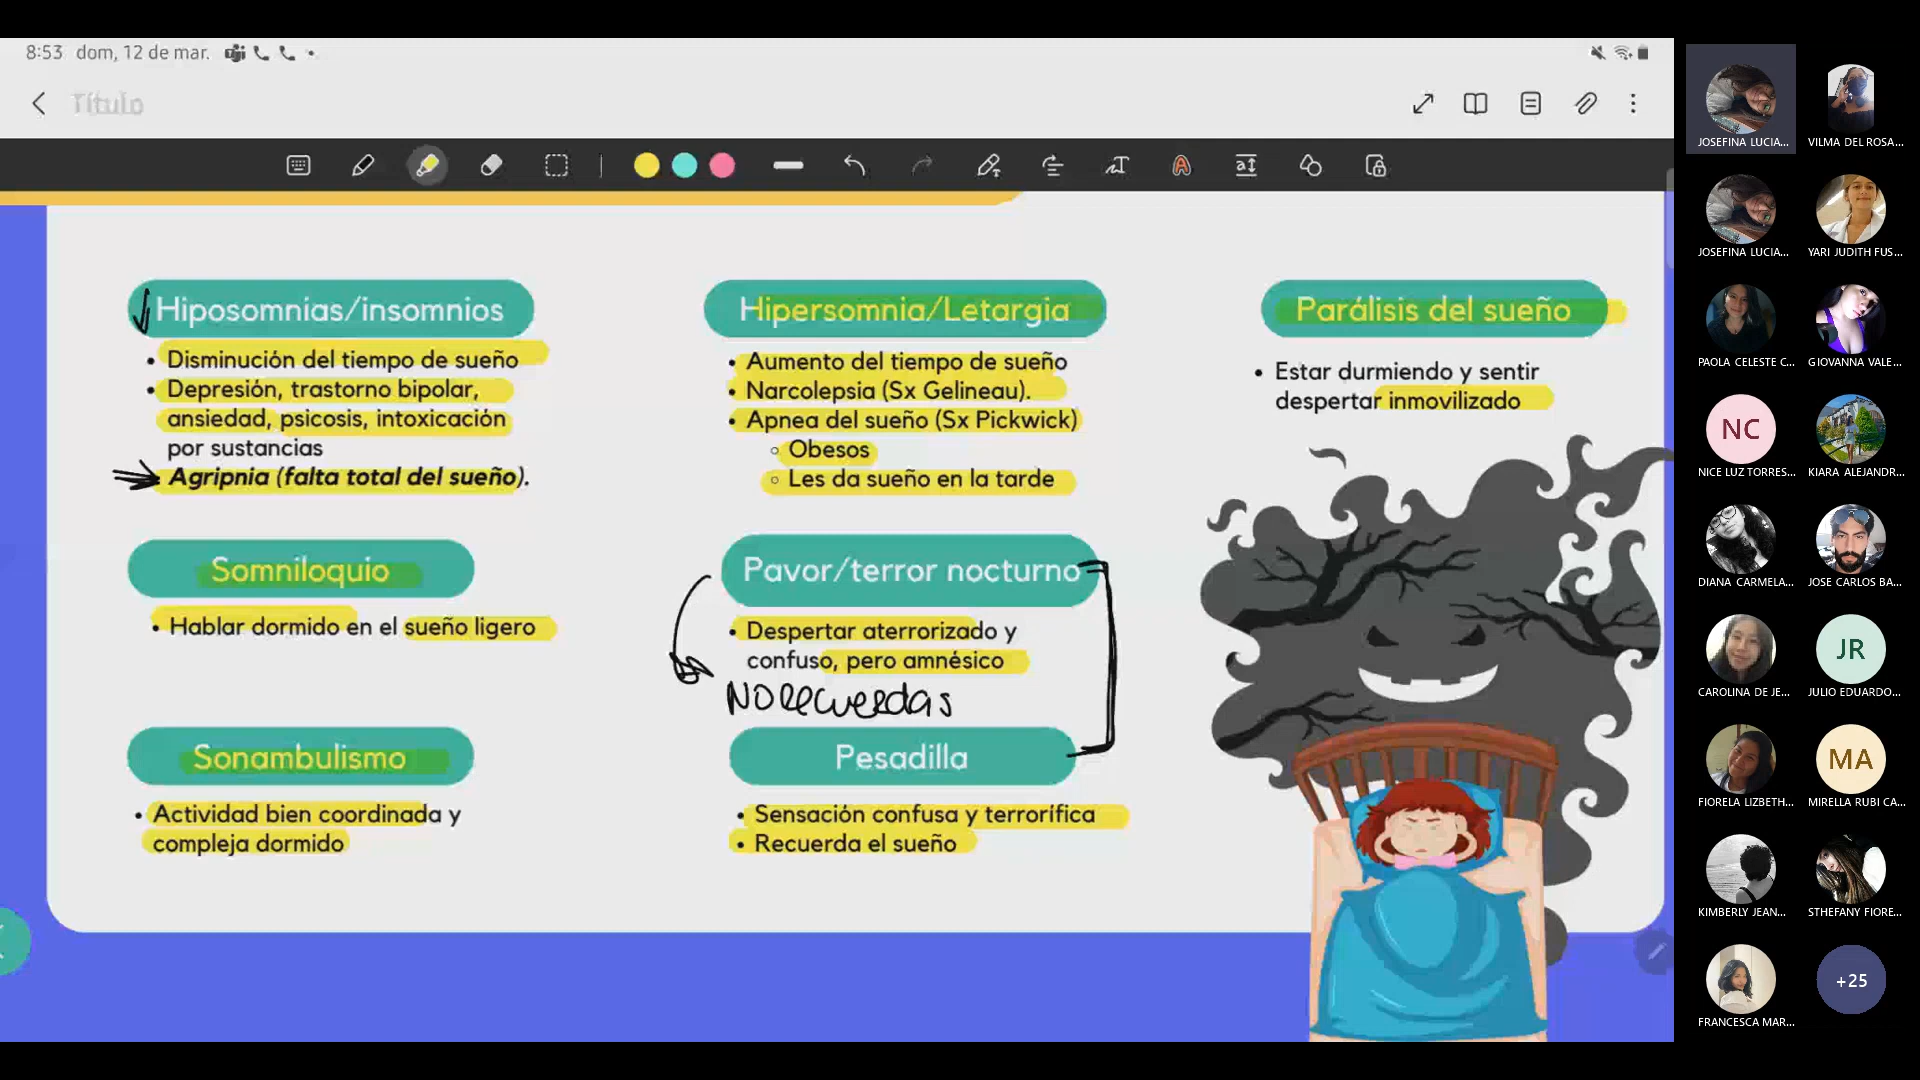 8:53 dom, 12 de mar.
Título
Hiposomnias/insomnios
• Disminución del tiempo de sueño
• Depresión, trastorno bipolar,
ansiedad, psicosis, intoxicación
por sustancias
Agripnia (falta total del sueño).
Somniloquio
• Hablar dormido en el sueño ligero
Sonambulismo
• Actividad bien coordinada y
compleja dormido
Hipersomnia/Letargia
• Aumento del tiempo de sueño
• Narcolepsia (Sx Gelineau).
• Apnea del sueño (Sx Pickwick)
◦ Obesos
◦ Les da sueño en la tarde
Pavor/terror nocturno
• Despertar aterrorizado y
confuso, pero amnésico
NO recuerdas
Pesadilla
• Sensación confusa y terrorífica
• Recuerda el sueño
Parálisis del sueño
• Estar durmiendo y sentir
despertar inmovilizado
JOSEFINA LUCIA...
VILMA DEL ROSA...
JOSEFINA LUCIA...
YARI JUDITH FUS...
PAOLA CELESTE C...
GIOVANNA VALE...
NC
NICE LUZ TORRES...
KIARA ALEJANDR...
DIANA CARMELA...
JOSE CARLOS BA...
CAROLINA DE JE...
JR
JULIO EDUARDO...
FIORELA LIZBETH...
MA
MIRELLA RUBI CA...
KIMBERLY JEAN...
STHEFANY FIORE...
FRANCESCA MAR...
+25